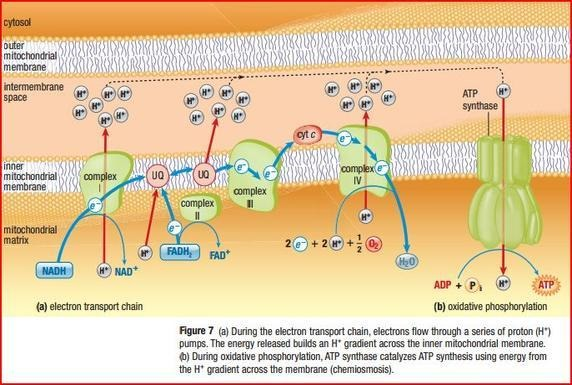 cytosol
outer
mitochondrial
membrane
intermembrane
space
H⁺ H⁺ H⁺
H⁺ H⁺
H⁺ H⁺
H⁺ H⁺ H⁺
H⁺ H⁺
H⁺ H⁺ H⁺
H⁺ H⁺ H⁺
H⁺
ATP
synthase
inner
mitochondrial
membrane
complex
I
UQ
UQ
e⁻
e⁻
complex
III
cyt c
e⁻
e⁻
complex
IV
complex
II
e⁻
e⁻
mitochondrial
matrix
NADH
H⁺
NAD⁺
H⁺
FADH₂
FAD⁺
H⁺
2 e⁻ + 2 H⁺ + 1/2 O₂
H₂O
ADP + Pᵢ
H⁺
ATP
(a) electron transport chain
(b) oxidative phosphorylation
Figure 7 (a) During the electron transport chain, electrons flow through a series of proton (H⁺)
pumps. The energy released builds an H⁺ gradient across the inner mitochondrial membrane.
(b) During oxidative phosphorylation, ATP synthase catalyzes ATP synthesis using energy from
the H⁺ gradient across the membrane (chemiosmosis).